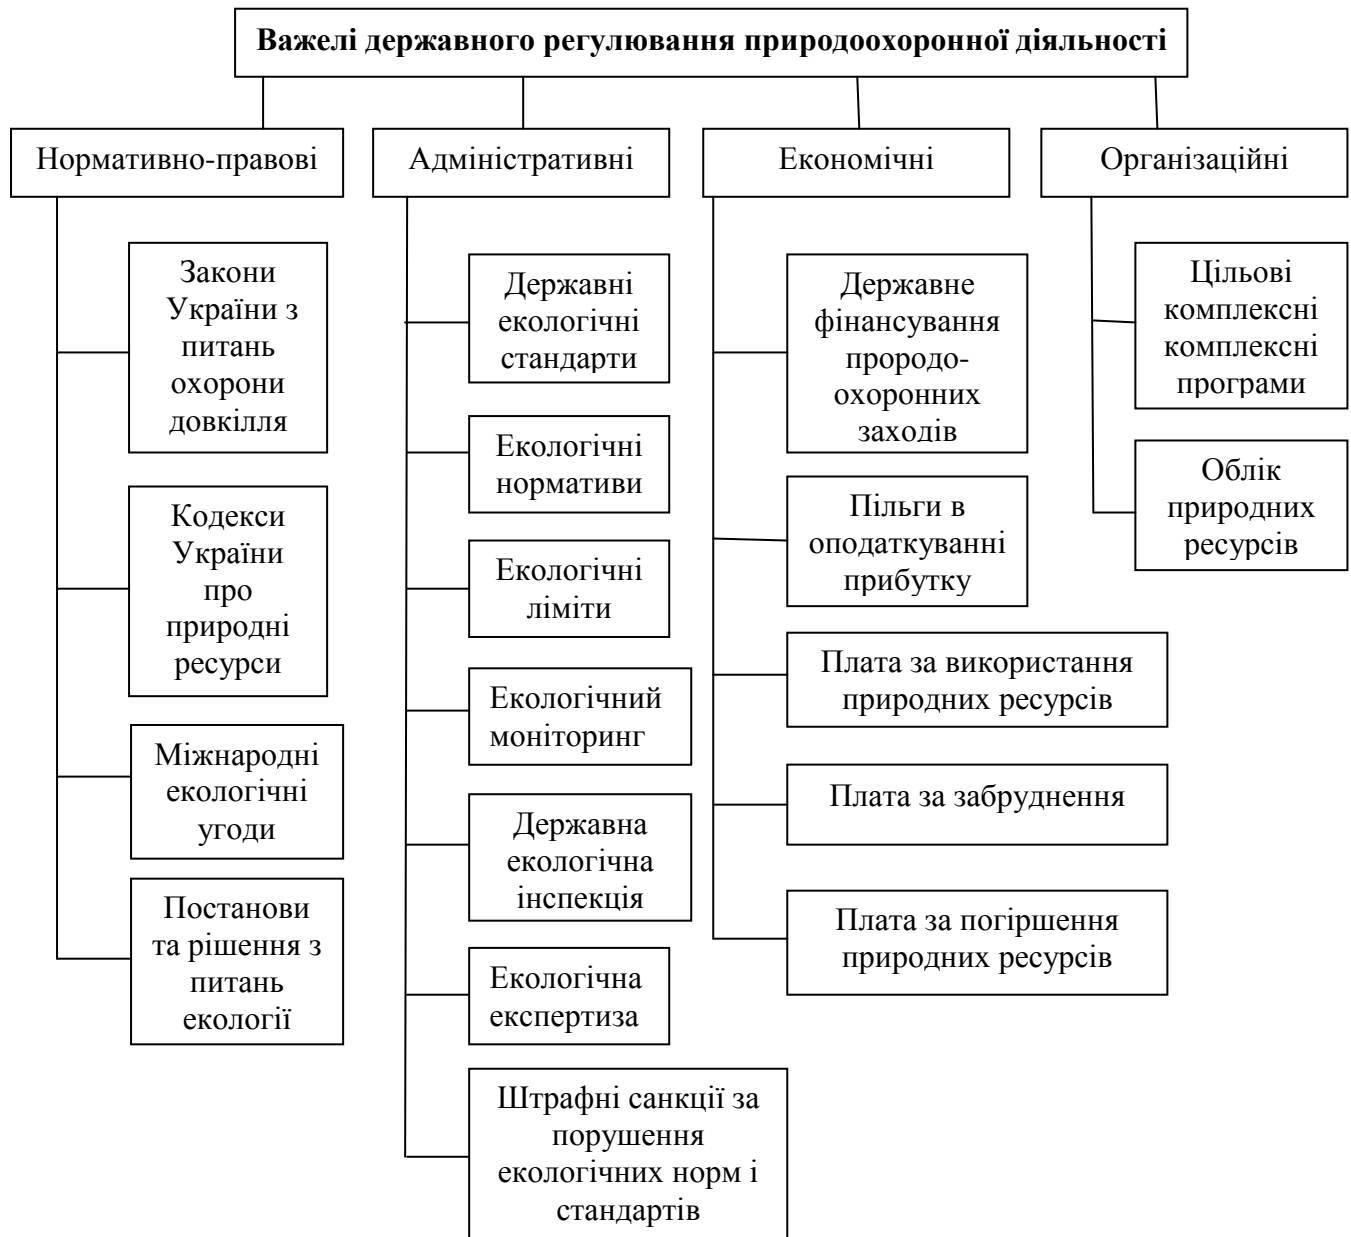 Важелі державного регулювання природоохоронної діяльності
Нормативно-правові
Адміністративні
Економічні
Організаційні
Закони
України з
питань
охорони
довкілля
Кодекси
України
про
природні
ресурси
Міжнародні
екологічні
угоди
Постанови
та рішення з
питань
екології
Державні
екологічні
стандарти
Екологічні
нормативи
Екологічні
ліміти
Екологічний
моніторинг
Державна
екологічна
інспекція
Екологічна
експертиза
Штрафні санкції за
порушення
екологічних норм і
стандартів
Державне
фінансування
прородо-
охоронних
заходів
Пільги в
оподаткуванні
прибутку
Плата за використання
природних ресурсів
Плата за забруднення
Плата за погіршення
природних ресурсів
Цільові
комплексні
комплексні
програми
Облік
природних
ресурсів